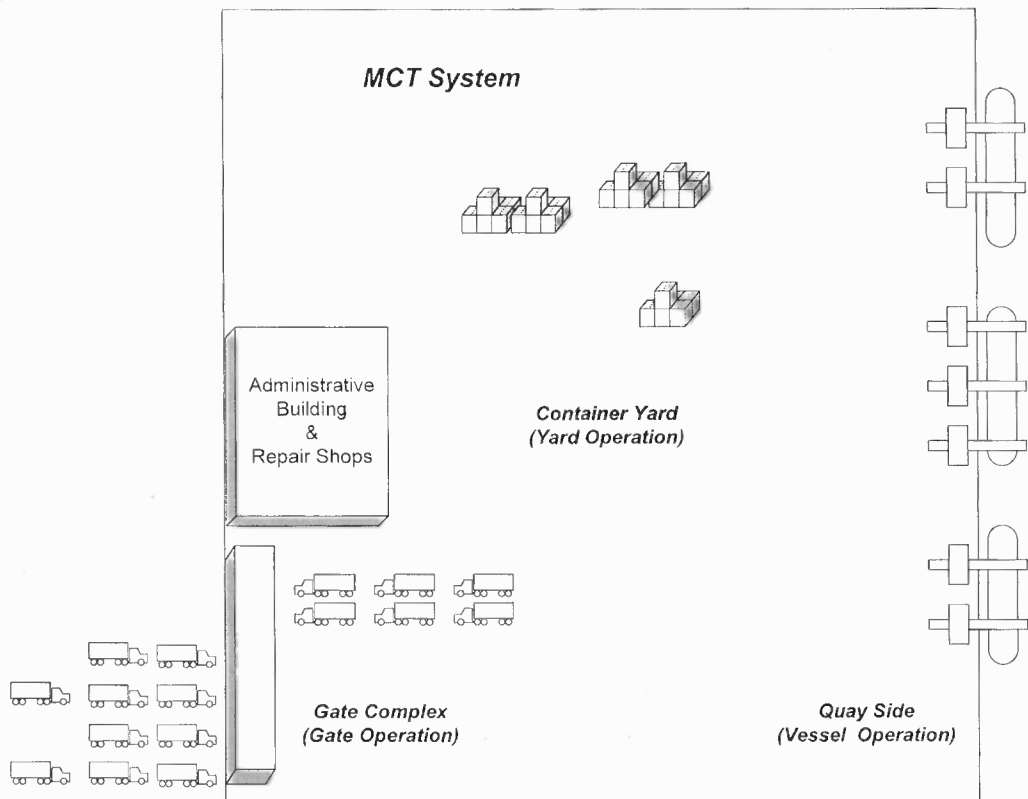 MCT System
Administrative
Building
&
Repair Shops
Container Yard
(Yard Operation)
Gate Complex
(Gate Operation)
Quay Side
(Vessel Operation)